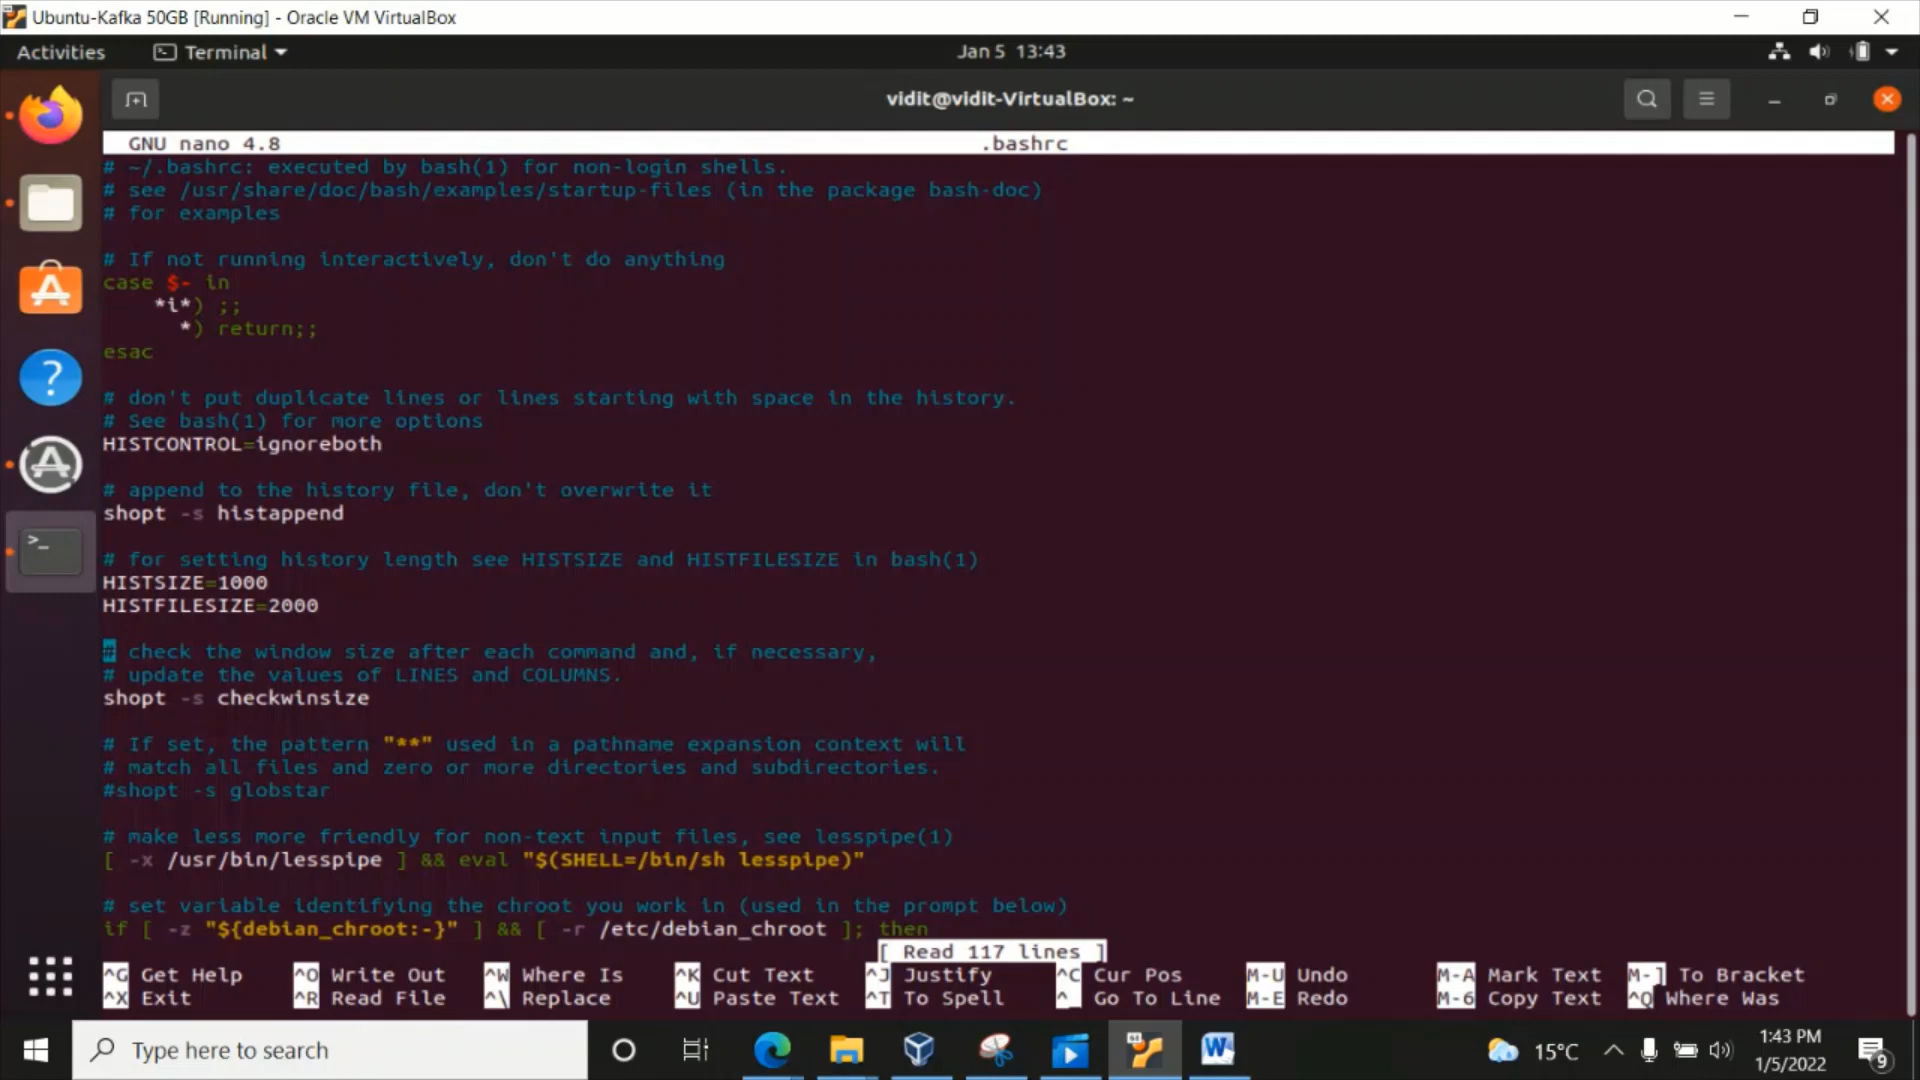 Ubuntu-Kafka 50GB [Running] - Oracle VM VirtualBox
Activities Terminal Jan 5 13:43
vidit@vidit-VirtualBox: ~
GNU nano 4.8 .bashrc
# ~/.bashrc: executed by bash(1) for non-login shells.
# see /usr/share/doc/bash/examples/startup-files (in the package bash-doc)
# for examples
# If not running interactively, don't do anything
case $- in
*i*) ;;
*) return;;
esac
# don't put duplicate lines or lines starting with space in the history.
# See bash(1) for more options
HISTCONTROL=ignoreboth
# append to the history file, don't overwrite it
shopt -s histappend
# for setting history length see HISTSIZE and HISTFILESIZE in bash(1)
HISTSIZE=1000
HISTFILESIZE=2000
# check the window size after each command and, if necessary,
# update the values of LINES and COLUMNS.
shopt -s checkwinsize
# If set, the pattern "**" used in a pathname expansion context will
# match all files and zero or more directories and subdirectories.
#shopt -s globstar
# make less more friendly for non-text input files, see lesspipe(1)
[ -x /usr/bin/lesspipe ] && eval "$(SHELL=/bin/sh lesspipe)"
# set variable identifying the chroot you work in (used in the prompt below)
if [ -z "${debian_chroot:-}" ] && [ -r /etc/debian_chroot ]; then
[ Read 117 lines ]
^G Get Help ^O Write Out ^W Where Is ^K Cut Text ^J Justify ^C Cur Pos M-U Undo M-A Mark Text M-] To Bracket
^X Exit ^R Read File ^\ Replace ^U Paste Text ^T To Spell ^_ Go To Line M-E Redo M-6 Copy Text ^Q Where Was
Type here to search 15°C 1:43 PM
1/5/2022 9